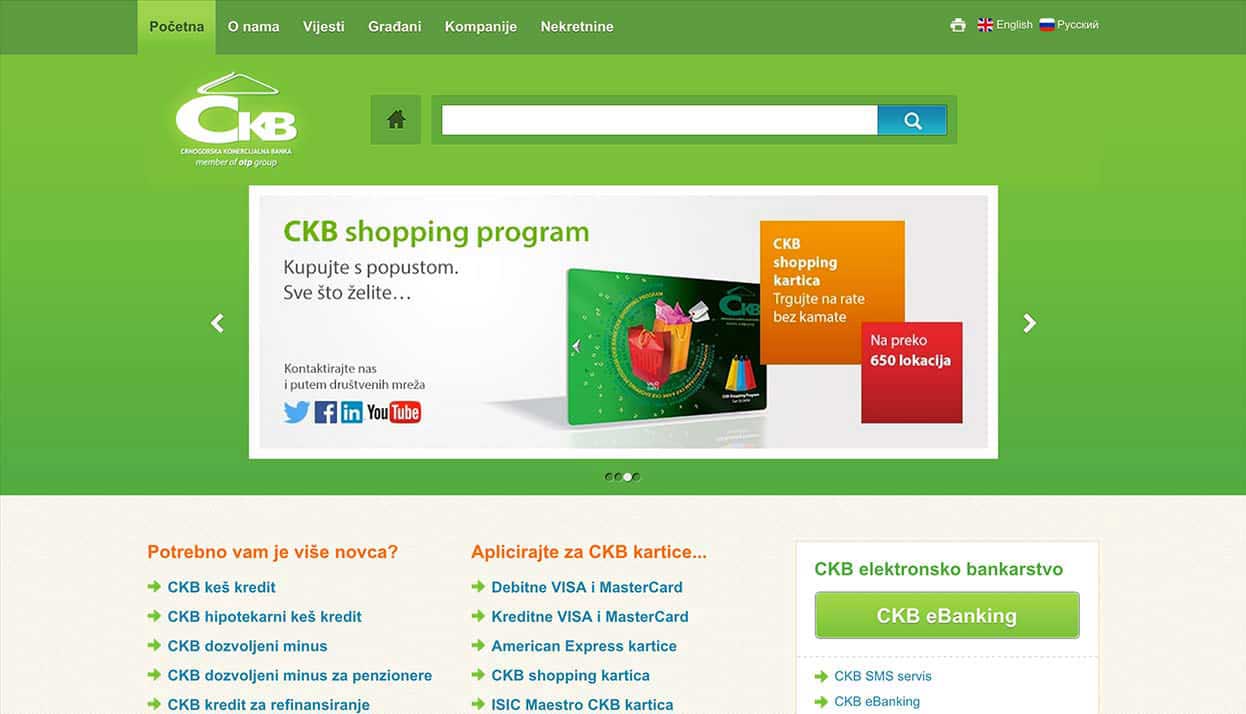 Početna
O nama
Vijesti
Građani
Kompanije
Nekretnine
English
Русский
ČKB
CRNOGORSKA KOMERCIJALNA BANKA
member of otp group
CKB shopping program
Kupujte s popustom.
Sve što želite…
Kontaktirajte nas
i putem društvenih mreža
You Tube
CKB
CKB
shopping
kartica
Trgujte na rate
bez kamate
Na preko
650 lokacija
Potrebno vam je više novca?
CKB keš kredit
CKB hipotekarni keš kredit
CKB dozvoljeni minus
CKB dozvoljeni minus za penzionere
CKB kredit za refinansiranje
Aplicirajte za CKB kartice...
Debitne VISA i MasterCard
Kreditne VISA i MasterCard
American Express kartice
CKB shopping kartica
ISIC Maestro CKB kartica
CKB elektronsko bankarstvo
CKB eBanking
CKB SMS servis
CKB eBanking